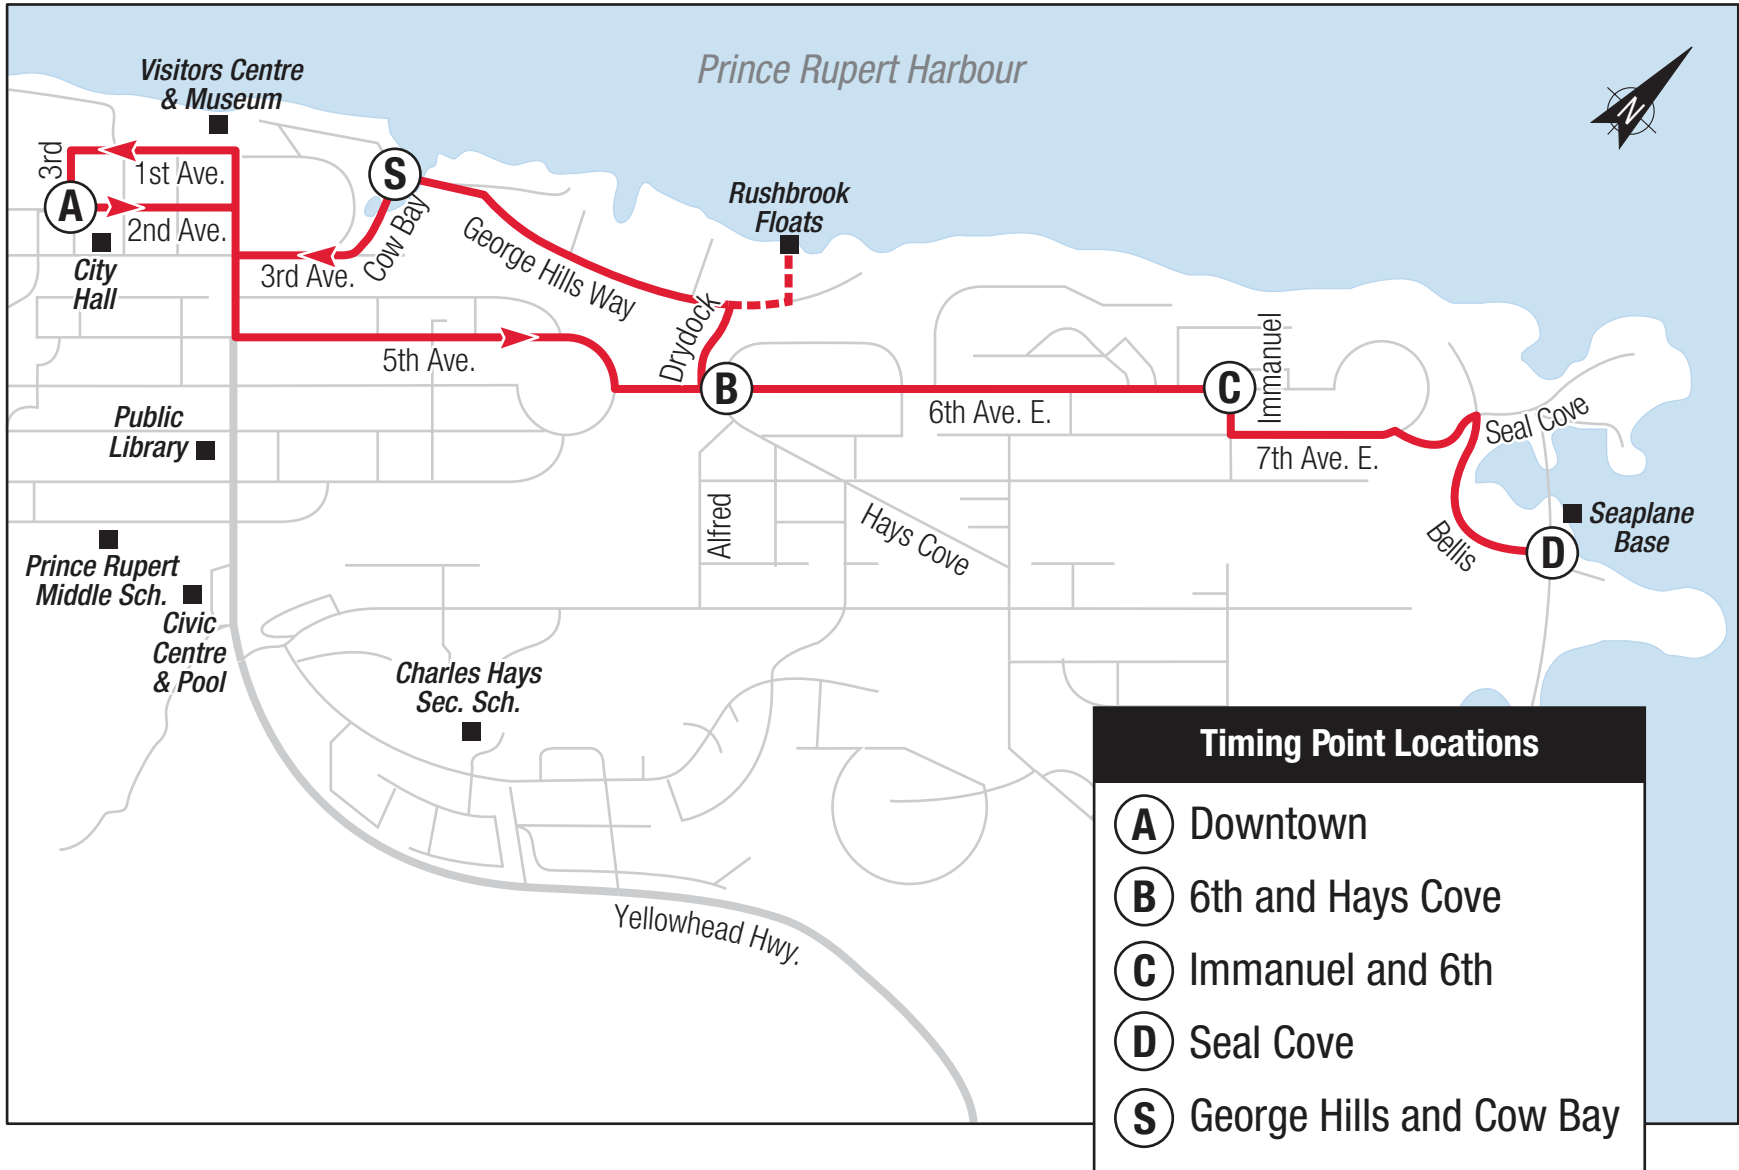 Prince Rupert Harbour
N
Visitors Centre
& Museum
3rd
1st Ave.
A
2nd Ave.
City
Hall
S
Cow Bay
3rd Ave.
George Hills Way
Rushbrook
Floats
Drydock
5th Ave.
B
6th Ave. E.
C
Immanuel
7th Ave. E.
Seal Cove
Bellis
D
Seaplane
Base
Public
Library
Alfred
Hays Cove
Prince Rupert
Middle Sch.
Civic
Centre
& Pool
Charles Hays
Sec. Sch.
Yellowhead Hwy.
Timing Point Locations
A Downtown
B 6th and Hays Cove
C Immanuel and 6th
D Seal Cove
S George Hills and Cow Bay